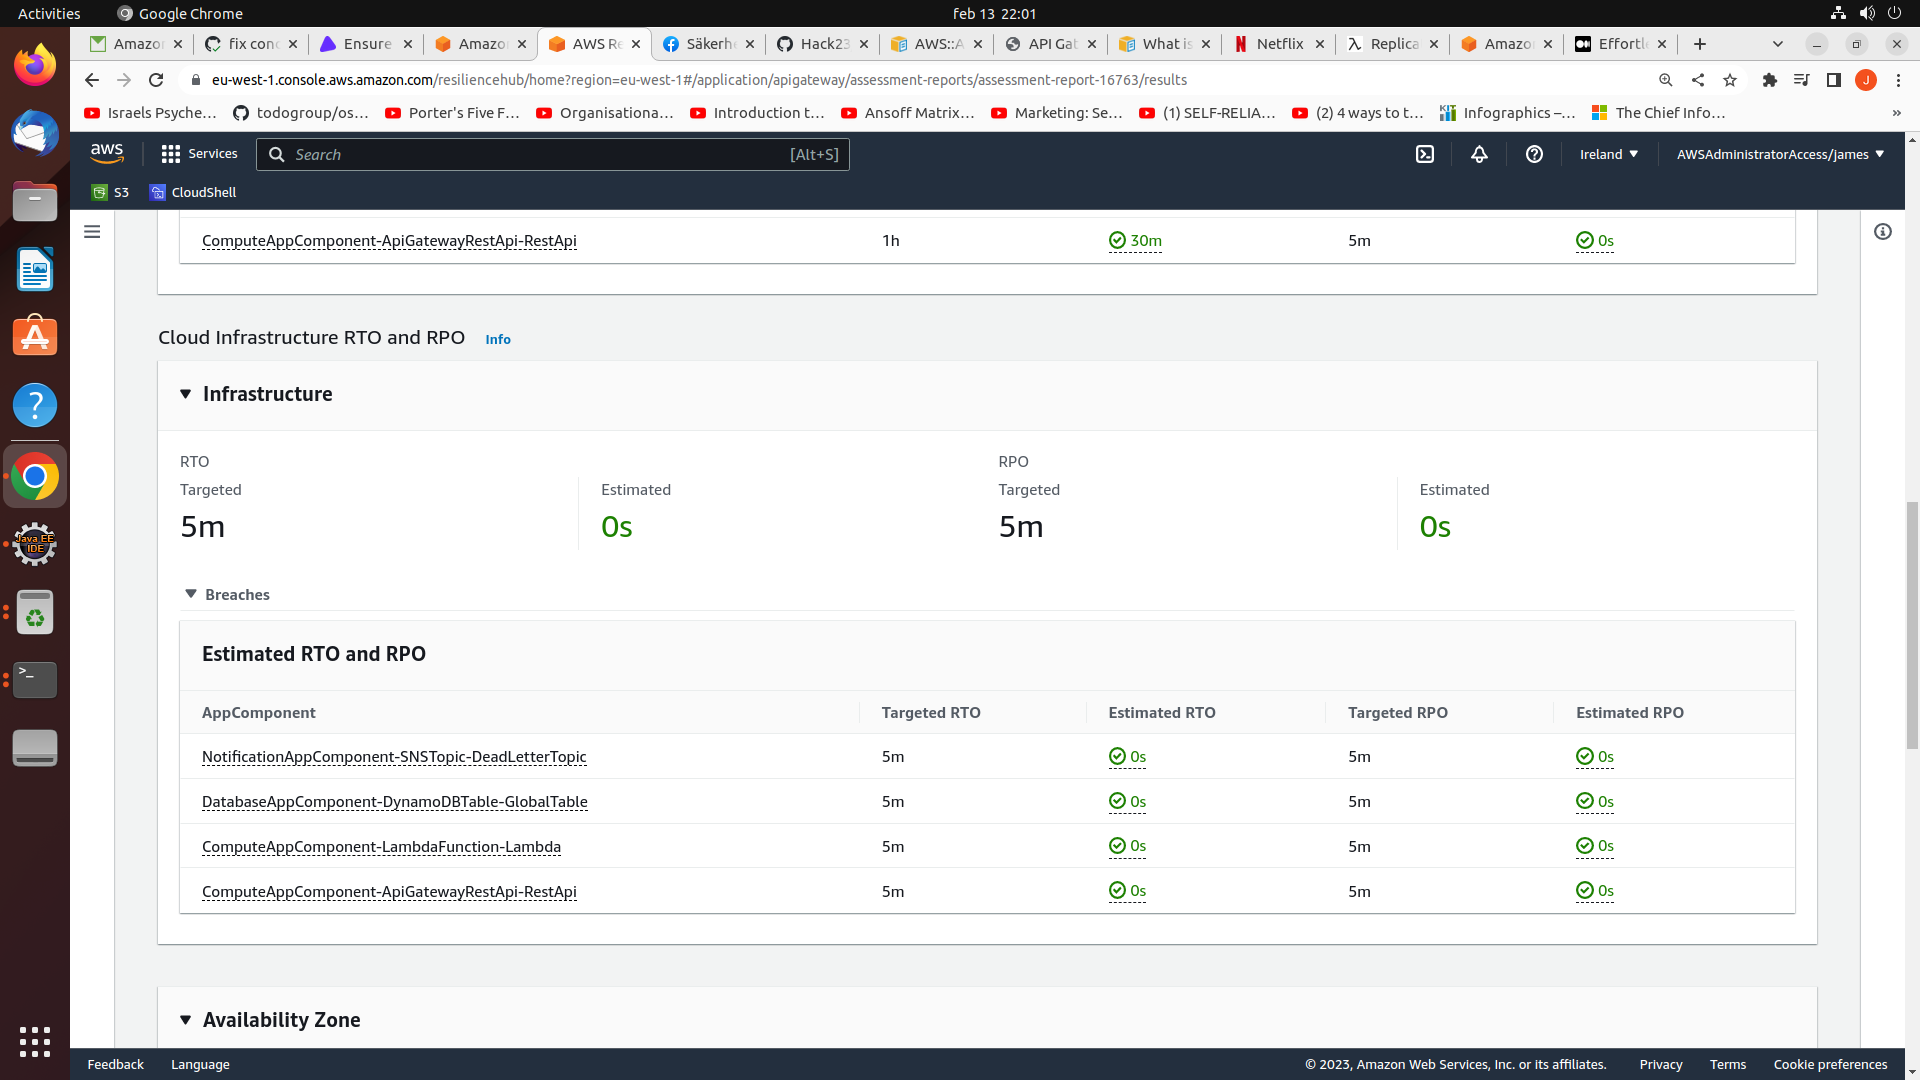 Activities
Google Chrome
feb 13 22:01
Amazon
fix con
Ensure
Amazo
AWS Re
Säkerhe
Hack23
AWS::A
API Gat
What is
Netflix
Replica
Amazo
Effortle
eu-west-1.console.aws.amazon.com/resiliencehub/home?region=eu-west-1#/application/apigateway/assessment-reports/assessment-report-16763/results
J
Israels Psyche...
todogroup/os...
Porter's Five F...
Organisationa...
Introduction t...
Ansoff Matrix...
Marketing: Se...
(1) SELF-RELIA...
(2) 4 ways to t...
KIT
Infographics –...
The Chief Info...
»
aws
Services
Search
[Alt+S]
Ireland
AWSAdministratorAccess/james
S3
CloudShell
ComputeAppComponent-ApiGatewayRestApi-RestApi 1h 30m 5m 0s
Cloud Infrastructure RTO and RPO Info
Infrastructure
RTO
RPO
Targeted
Estimated
Targeted
Estimated
5m
0s
5m
0s
Breaches
Estimated RTO and RPO
AppComponent Targeted RTO Estimated RTO Targeted RPO Estimated RPO
NotificationAppComponent-SNSTopic-DeadLetterTopic 5m 0s 5m 0s
DatabaseAppComponent-DynamoDBTable-GlobalTable 5m 0s 5m 0s
ComputeAppComponent-LambdaFunction-Lambda 5m 0s 5m 0s
ComputeAppComponent-ApiGatewayRestApi-RestApi 5m 0s 5m 0s
Availability Zone
Java EE
IDE
Feedback
Language
© 2023, Amazon Web Services, Inc. or its affiliates.
Privacy
Terms
Cookie preferences